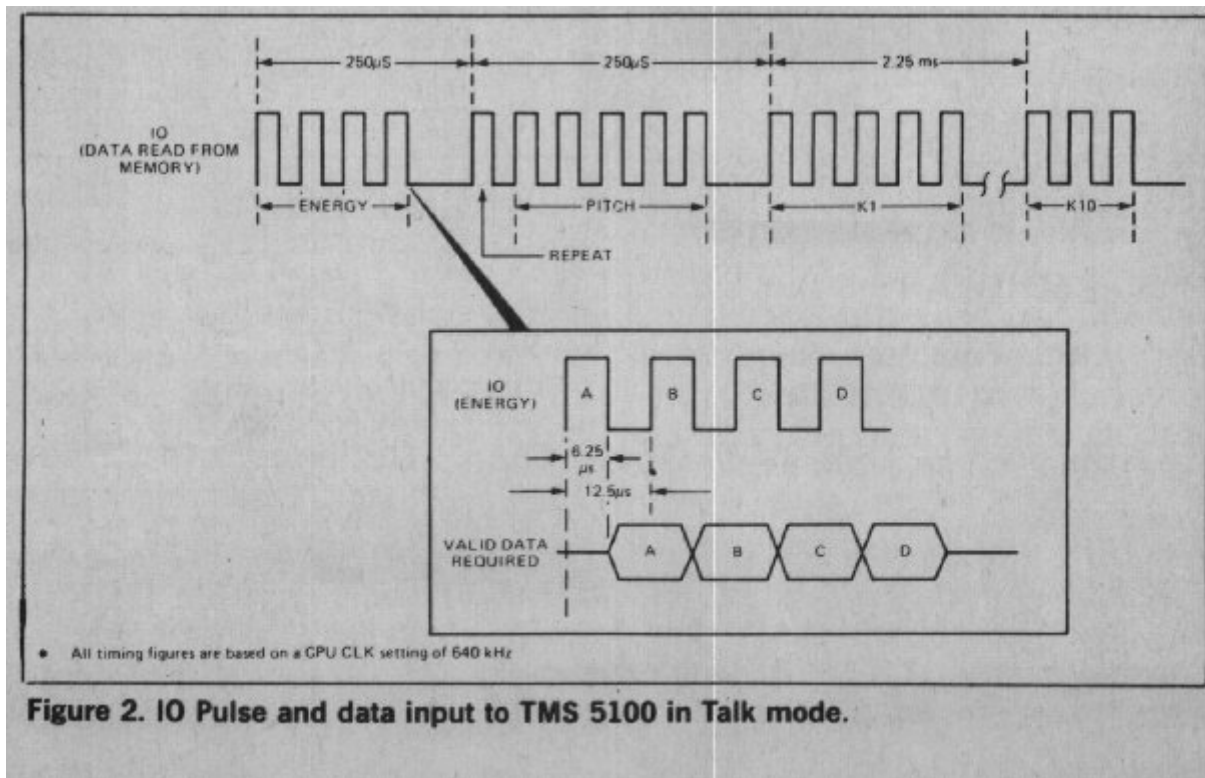 250µS
250µS
2.25 ms
IO
(DATA READ FROM
MEMORY)
ENERGY
PITCH
K1
K10
REPEAT
IO
(ENERGY)
A
B
C
D
6.25
µs
12.5µs
VALID DATA
REQUIRED
A
B
C
D
• All timing figures are based on a CPU CLK setting of 640 kHz
Figure 2. IO Pulse and data input to TMS 5100 in Talk mode.